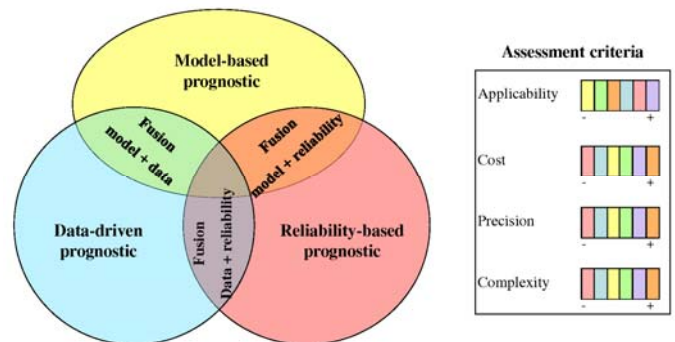 Model-based
prognostic
Fusion
model + data
Fusion
model + reliability
Data-driven
prognostic
Fusion
Data + reliability
Reliability-based
prognostic
Assessment criteria
Applicability
- +
Cost
- +
Precision
- +
Complexity
- +